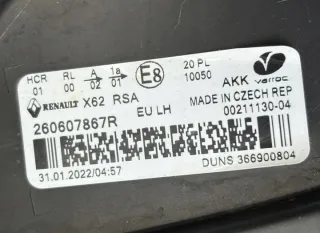 HCR RL A 1a 20 PL
01 00 02 01 E8 10050 AKK varroc
RENAULT X62 RSA MADE IN CZECH REP
EU LH 00211130-04
260607867R
31.01.2022/04:57 DUNS 366900804